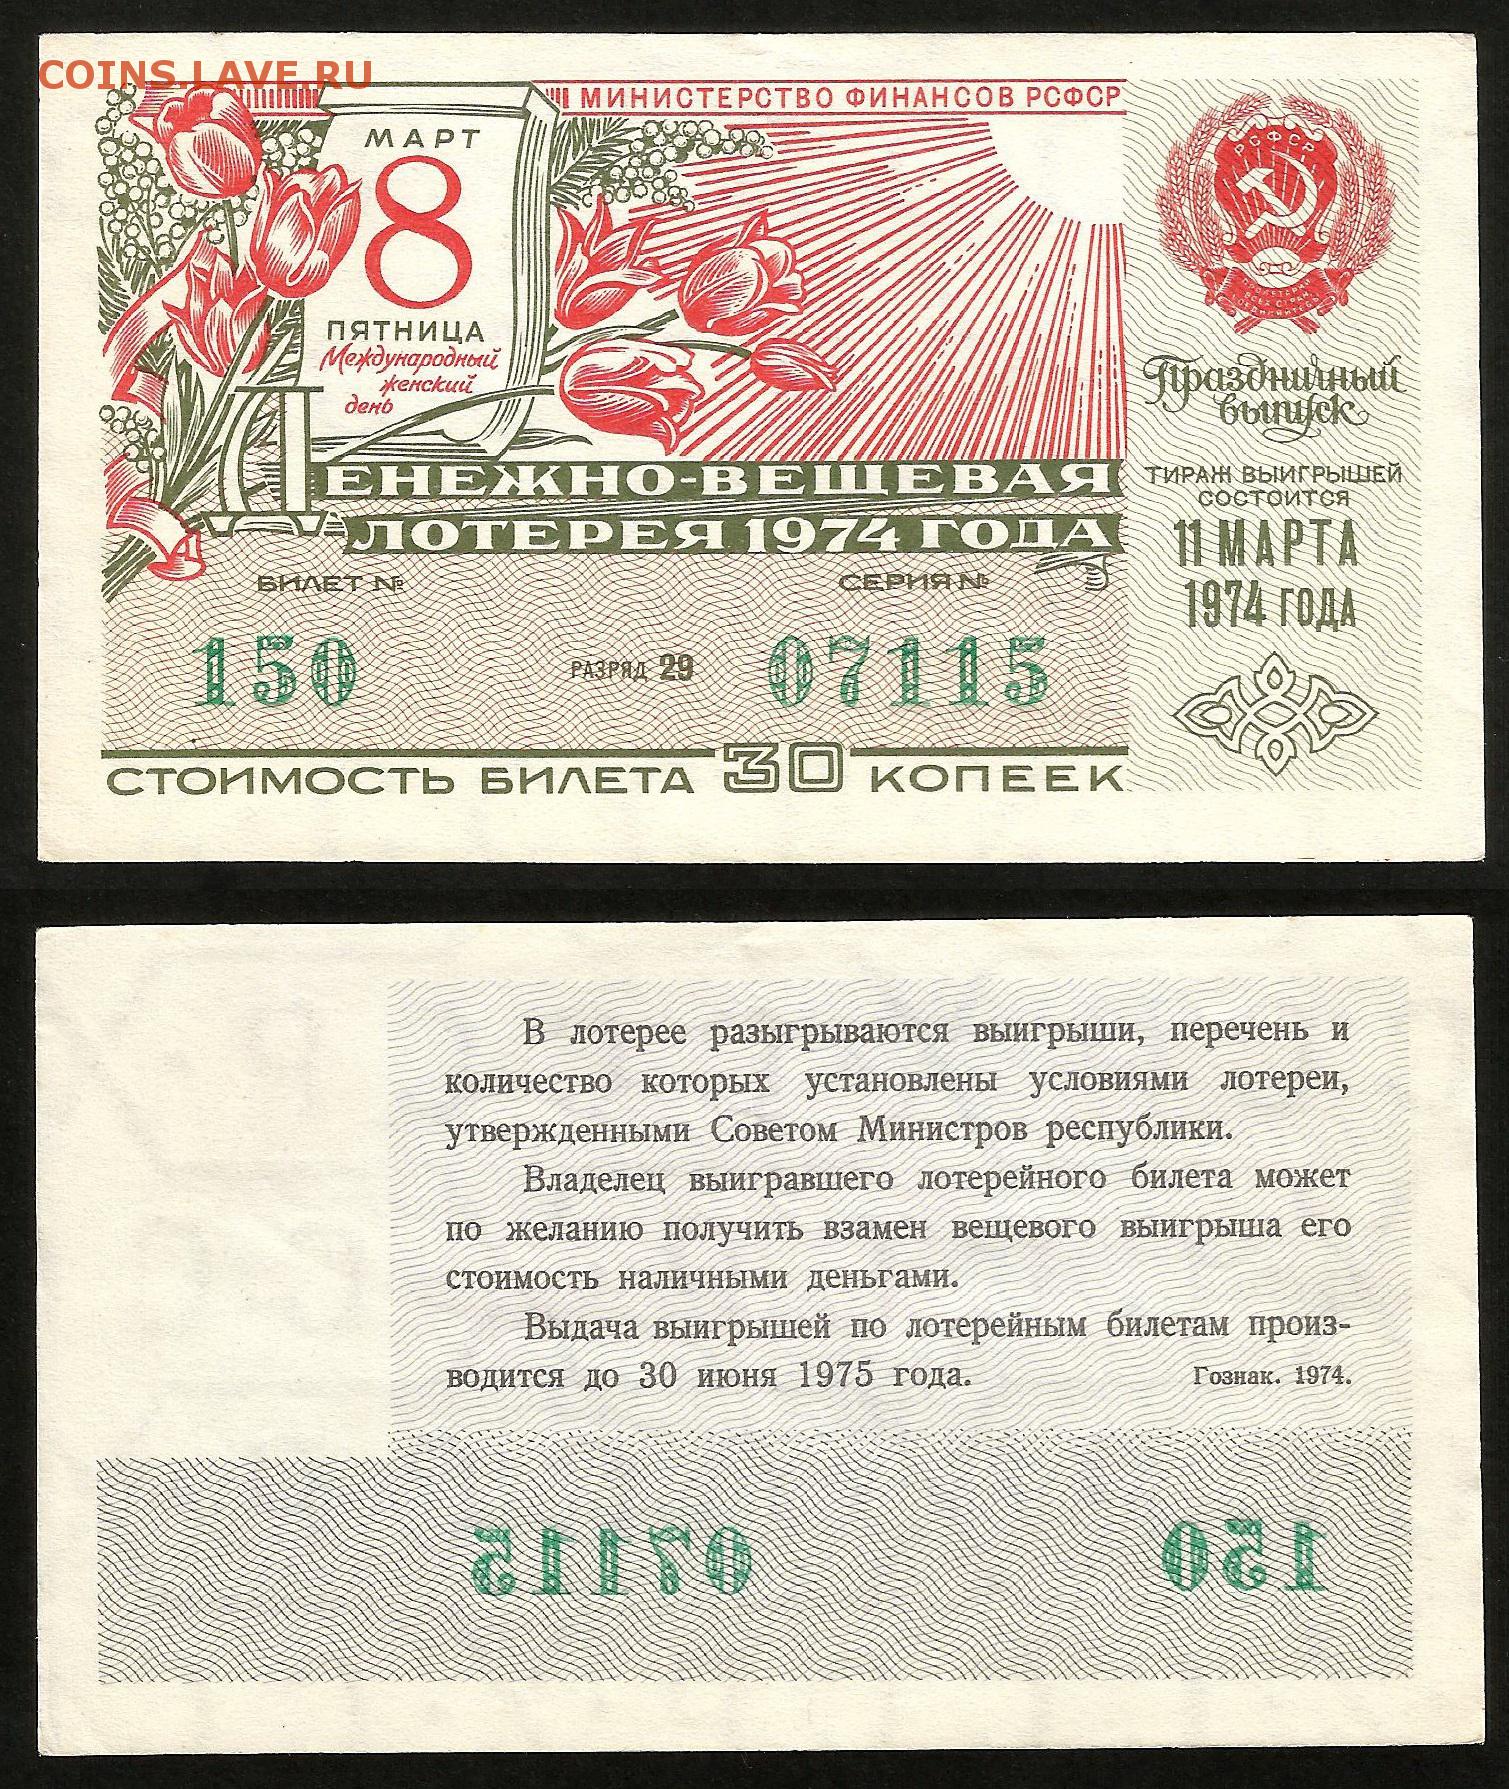 COINS.LAVE.RU
МИНИСТЕРСТВО ФИНАНСОВ РСФСР
МАРТ
8
ПЯТНИЦА
Международный
женский
день
ДЕНЕЖНО-ВЕЩЕВАЯ
ЛОТЕРЕЯ 1974 ГОДА
БИЛЕТ №
СЕРИЯ №
150
РАЗРЯД 29
07115
СТОИМОСТЬ БИЛЕТА 30 КОПЕЕК
РСФСР
Праздничный
выпуск
ТИРАЖ ВЫИГРЫШЕЙ
СОСТОИТСЯ
11 МАРТА
1974 ГОДА
В лотерее разыгрываются выигрыши, перечень и
количество которых установлены условиями лотереи,
утвержденными Советом Министров республики.
Владелец выигравшего лотерейного билета может
по желанию получить взамен вещевого выигрыша его
стоимость наличными деньгами.
Выдача выигрышей по лотерейным билетам произ-
водится до 30 июня 1975 года.
Гознак. 1974.
07115
150